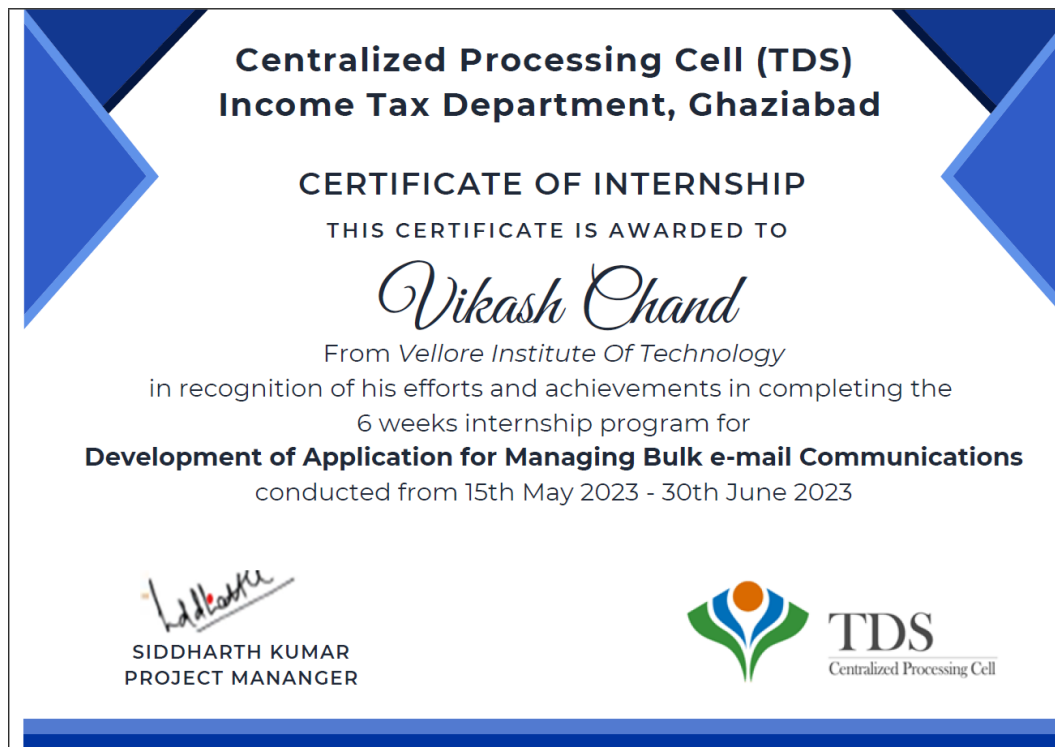 Centralized Processing Cell (TDS)
Income Tax Department, Ghaziabad
CERTIFICATE OF INTERNSHIP
THIS CERTIFICATE IS AWARDED TO
Vikash Chand
From Vellore Institute Of Technology
in recognition of his efforts and achievements in completing the
6 weeks internship program for
Development of Application for Managing Bulk e-mail Communications
conducted from 15th May 2023 - 30th June 2023
SIDDHARTH KUMAR
PROJECT MANANGER
TDS
Centralized Processing Cell